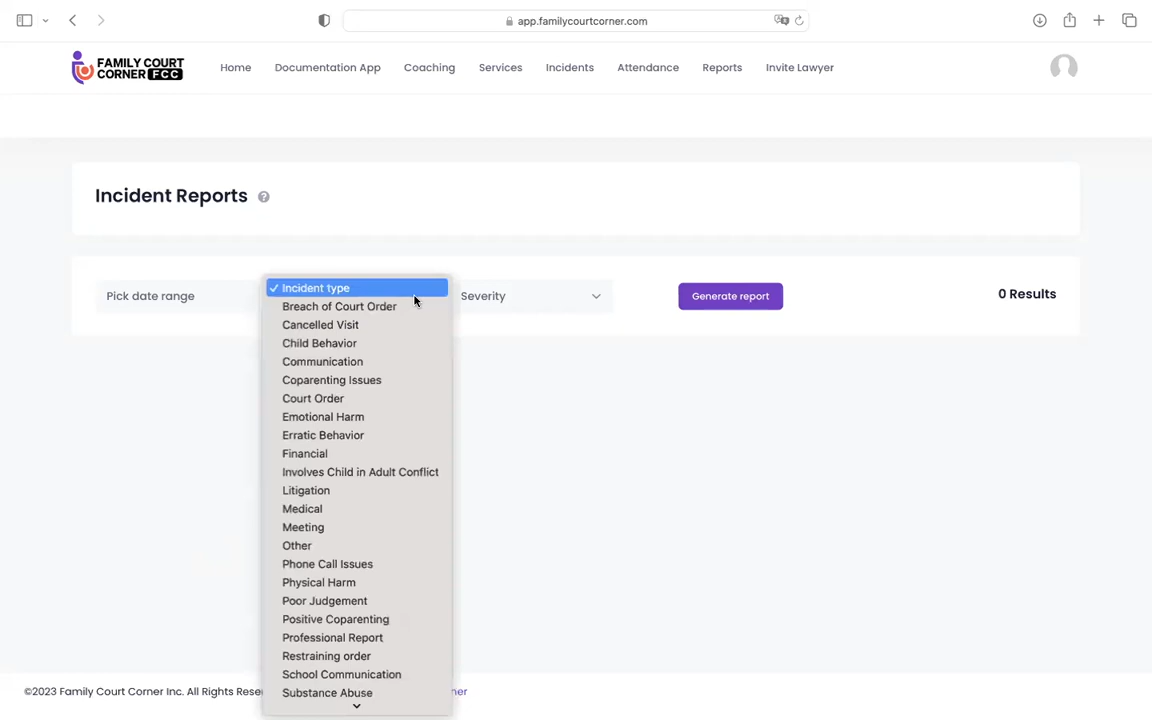 app.familycourtcorner.com
FAMILY COURT
CORNER FCC
Home
Documentation App
Coaching
Services
Incidents
Attendance
Reports
Invite Lawyer
Incident Reports
Pick date range
Incident type
Breach of Court Order
Cancelled Visit
Child Behavior
Communication
Coparenting Issues
Court Order
Emotional Harm
Erratic Behavior
Financial
Involves Child in Adult Conflict
Litigation
Medical
Meeting
Other
Phone Call Issues
Physical Harm
Poor Judgement
Positive Coparenting
Professional Report
Restraining order
School Communication
Substance Abuse
Severity
Generate report
0 Results
©2023 Family Court Corner Inc. All Rights